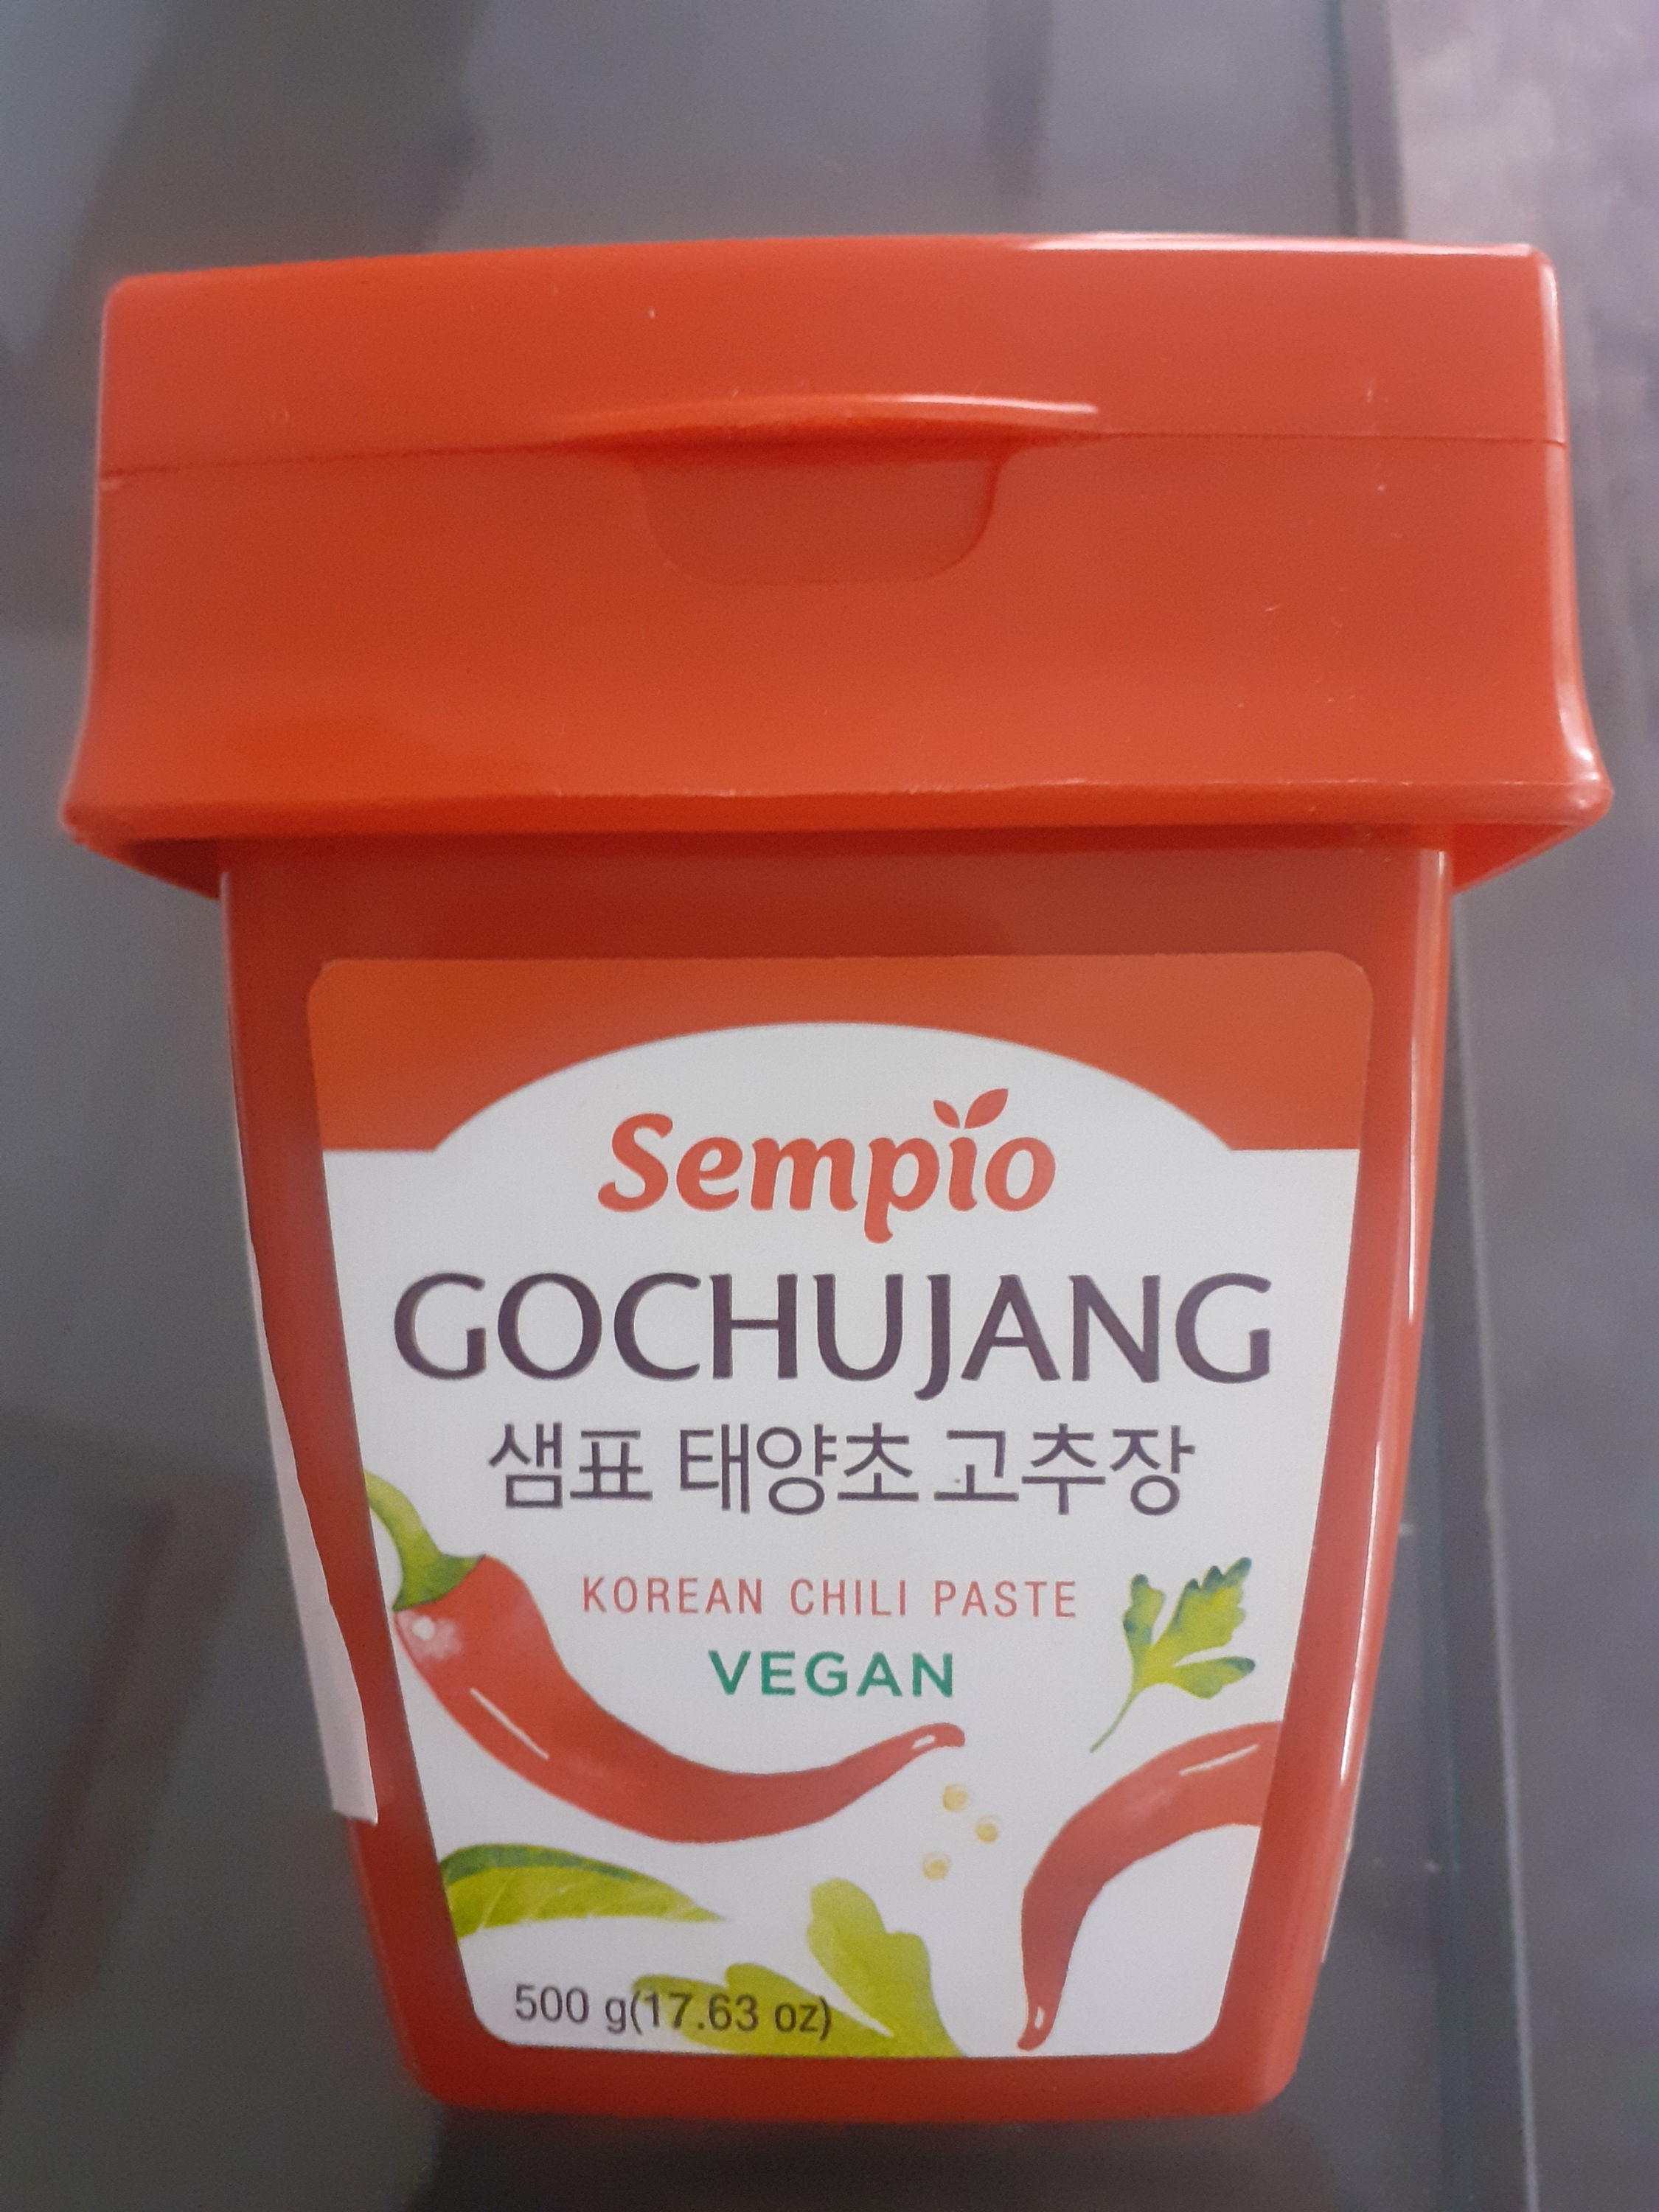 Sempio
GOCHUJANG
샘표 태양초 고추장
KOREAN CHILI PASTE
VEGAN
500 g(17.63 oz)